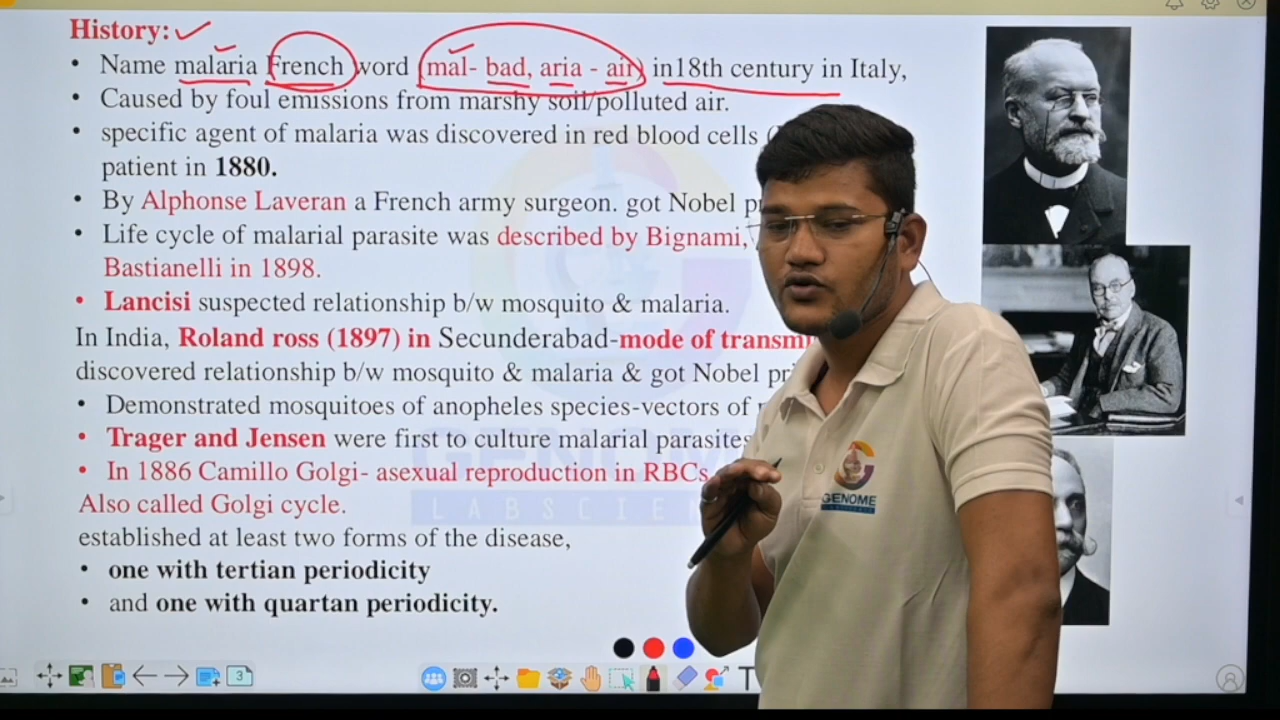 History:
• Name malaria French word (mal- bad, aria - air) in18th century in Italy,
• Caused by foul emissions from marshy soil/polluted air.
• specific agent of malaria was discovered in red blood cells
patient in 1880.
• By Alphonse Laveran a French army surgeon. got Nobel
• Life cycle of malarial parasite was described by Bignami,
Bastianelli in 1898.
• Lancisi suspected relationship b/w mosquito & malaria.
In India, Roland ross (1897) in Secunderabad-mode of
discovered relationship b/w mosquito & malaria & got Nobel
• Demonstrated mosquitoes of anopheles species-vectors of
• Trager and Jensen were first to culture malarial parasites
• In 1886 Camillo Golgi- asexual reproduction in RBCs
Also called Golgi cycle.
established at least two forms of the disease,
• one with tertian periodicity
• and one with quartan periodicity.
GENOME
LABSCIE
GENOME
3
T